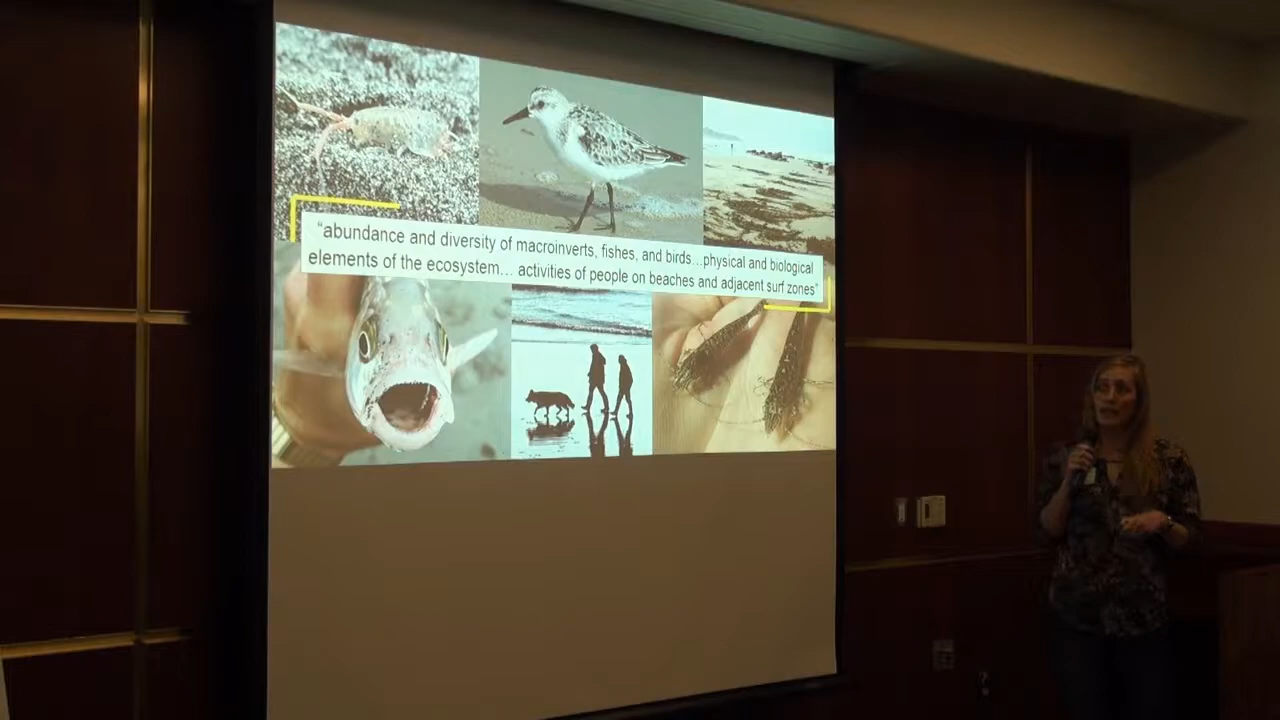 “abundance and diversity of macroinverts, fishes, and birds…physical and biological
elements of the ecosystem… activities of people on beaches and adjacent surf zones”